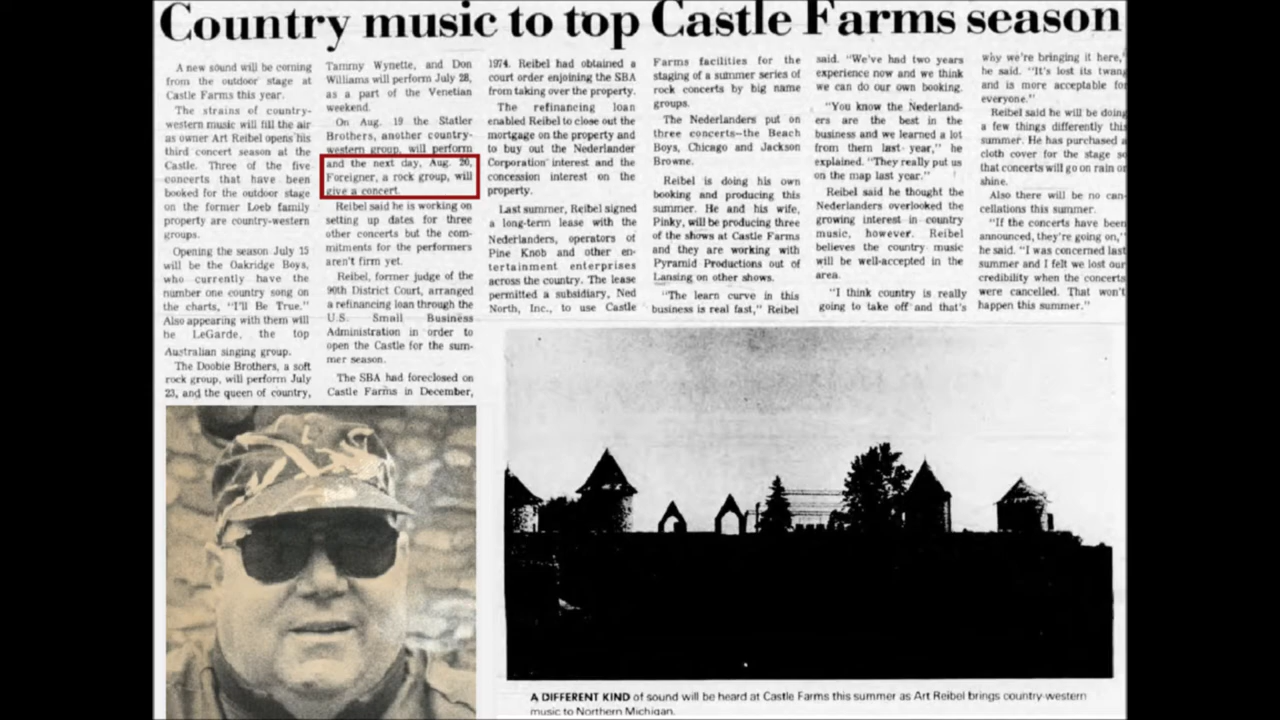 Country music to top Castle Farms season
A new sound will be coming
from the outdoor stage at
Castle Farms this year.
The strains of country-
western music will fill the air
as owner Art Reibel opens his
third concert season at the
Castle. Three of the five
concerts that have been
booked for the outdoor stage
on the former Loeb family
property are country-western
groups.
Opening the season July 15
will be the Oakridge Boys,
who currently have the
number one country song on
the charts, "I'll Be True."
Also appearing with them will
be LeGarde, the top
Australian singing group.
The Doobie Brothers, a soft
rock group, will perform July
23, and the queen of country,
Tammy Wynette, and Don
Williams will perform July 28,
as a part of the Venetian
weekend.
On Aug. 19 the Statler
Brothers, another country-
western group, will perform
and the next day, Aug. 20,
Foreigner, a rock group, will
give a concert.
Reibel said he is working on
setting up dates for three
other concerts but the com-
mitments for the performers
aren't firm yet.
Reibel, former judge of the
90th District Court, arranged
a refinancing loan through the
U.S. Small Business
Administration in order to
open the Castle for the sum-
mer season.
The SBA had foreclosed on
Castle Farms in December,
1974. Reibel had obtained a
court order enjoining the SBA
from taking over the property.
The refinancing loan
enabled Reibel to close out the
mortgage on the property and
to buy out the Nederlander
Corporation interest and the
concession interest on the
property.
Last summer, Reibel signed
a long-term lease with the
Nederlanders, operators of
Pine Knob and other en-
tertainment enterprises
across the country. The lease
permitted a subsidiary, Ned
North, Inc., to use Castle
Farms facilities for the
staging of a summer series of
rock concerts by big name
groups.
The Nederlanders put on
three concerts--the Beach
Boys, Chicago and Jackson
Browne.
Reibel is doing his own
booking and producing this
summer. He and his wife,
Pinky, will be producing three
of the shows at Castle Farms
and they are working with
Pyramid Productions out of
Lansing on other shows.
"The learn curve in this
business is real fast," Reibel
said. "We've had two years
experience now and we think
we can do our own booking.
"You know the Nederland-
ers are the best in the
business and we learned a lot
from them last year," he
explained. "They really put us
on the map last year."
Reibel said he thought the
Nederlanders overlooked the
growing interest in country
music, however. Reibel
believes the country music
will be well-accepted in the
area.
"I think country is really
going to take off and that's
why we're bringing it here,"
he said. "It's lost its twang
and is more acceptable for
everyone."
Reibel said he will be doing
a few things differently this
summer. He has purchased a
cloth cover for the stage so
that concerts will go on rain or
shine.
Also there will be no can-
cellations this summer.
"If the concerts have been
announced, they're going on,"
he said. "I was concerned last
summer and I felt we lost our
credibility when the concerts
were cancelled. That won't
happen this summer."
A DIFFERENT KIND of sound will be heard at Castle Farms this summer as Art Reibel brings country-western
music to Northern Michigan.